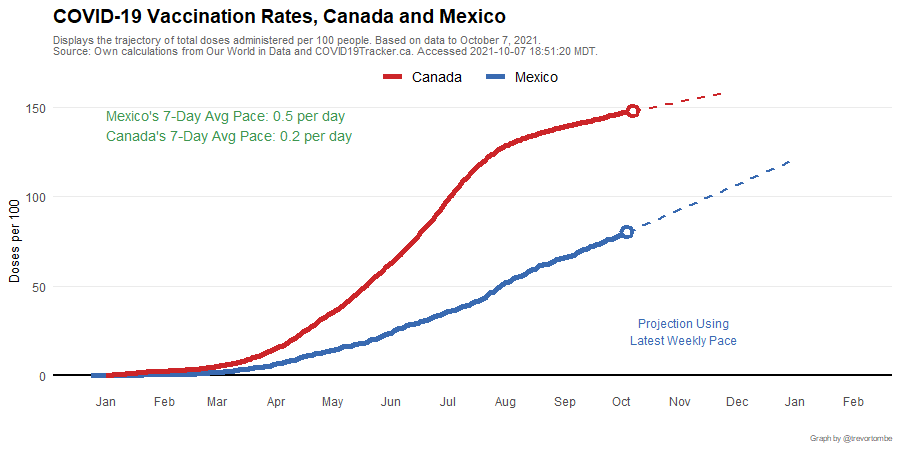 COVID-19 Vaccination Rates, Canada and Mexico
Displays the trajectory of total doses administered per 100 people. Based on data to October 7, 2021.
Source: Own calculations from Our World in Data and COVID19Tracker.ca. Accessed 2021-10-07 18:51:20 MDT.
Canada Mexico
Mexico's 7-Day Avg Pace: 0.5 per day
Canada's 7-Day Avg Pace: 0.2 per day
Doses per 100
150
100
50
0
Projection Using
Latest Weekly Pace
Jan Feb Mar Apr May Jun Jul Aug Sep Oct Nov Dec Jan Feb
Graph by @trevortombe